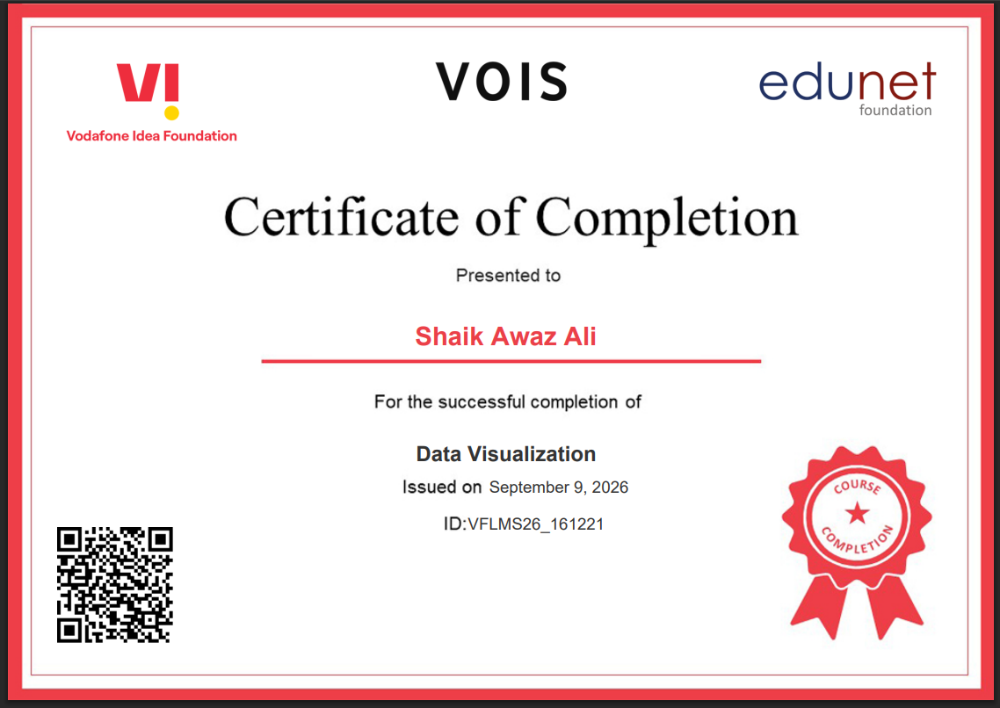 VI
Vodafone Idea Foundation
VOIS
edunet
foundation
Certificate of Completion
Presented to
Shaik Awaz Ali
For the successful completion of
Data Visualization
Issued on September 9, 2026
ID:VFLMS26_161221
COURSE
COMPLETION